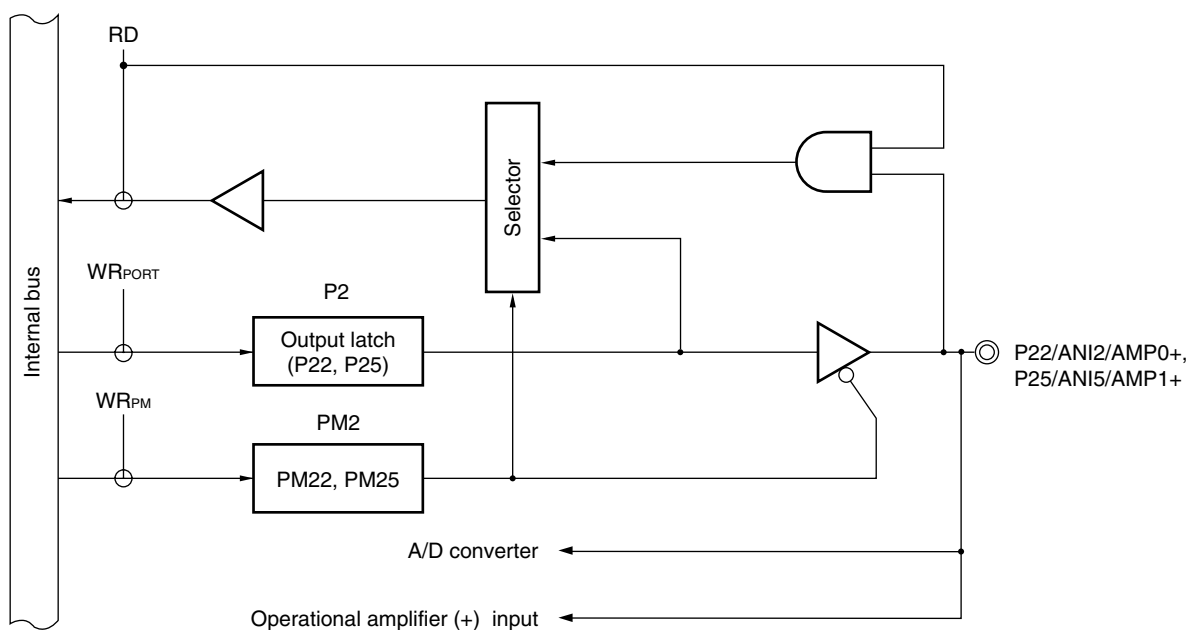 RD
Selector
Internal bus
WRPORT
P2
Output latch
(P22, P25)
P22/ANI2/AMP0+,
P25/ANI5/AMP1+
WRPM
PM2
PM22, PM25
A/D converter
Operational amplifier (+) input